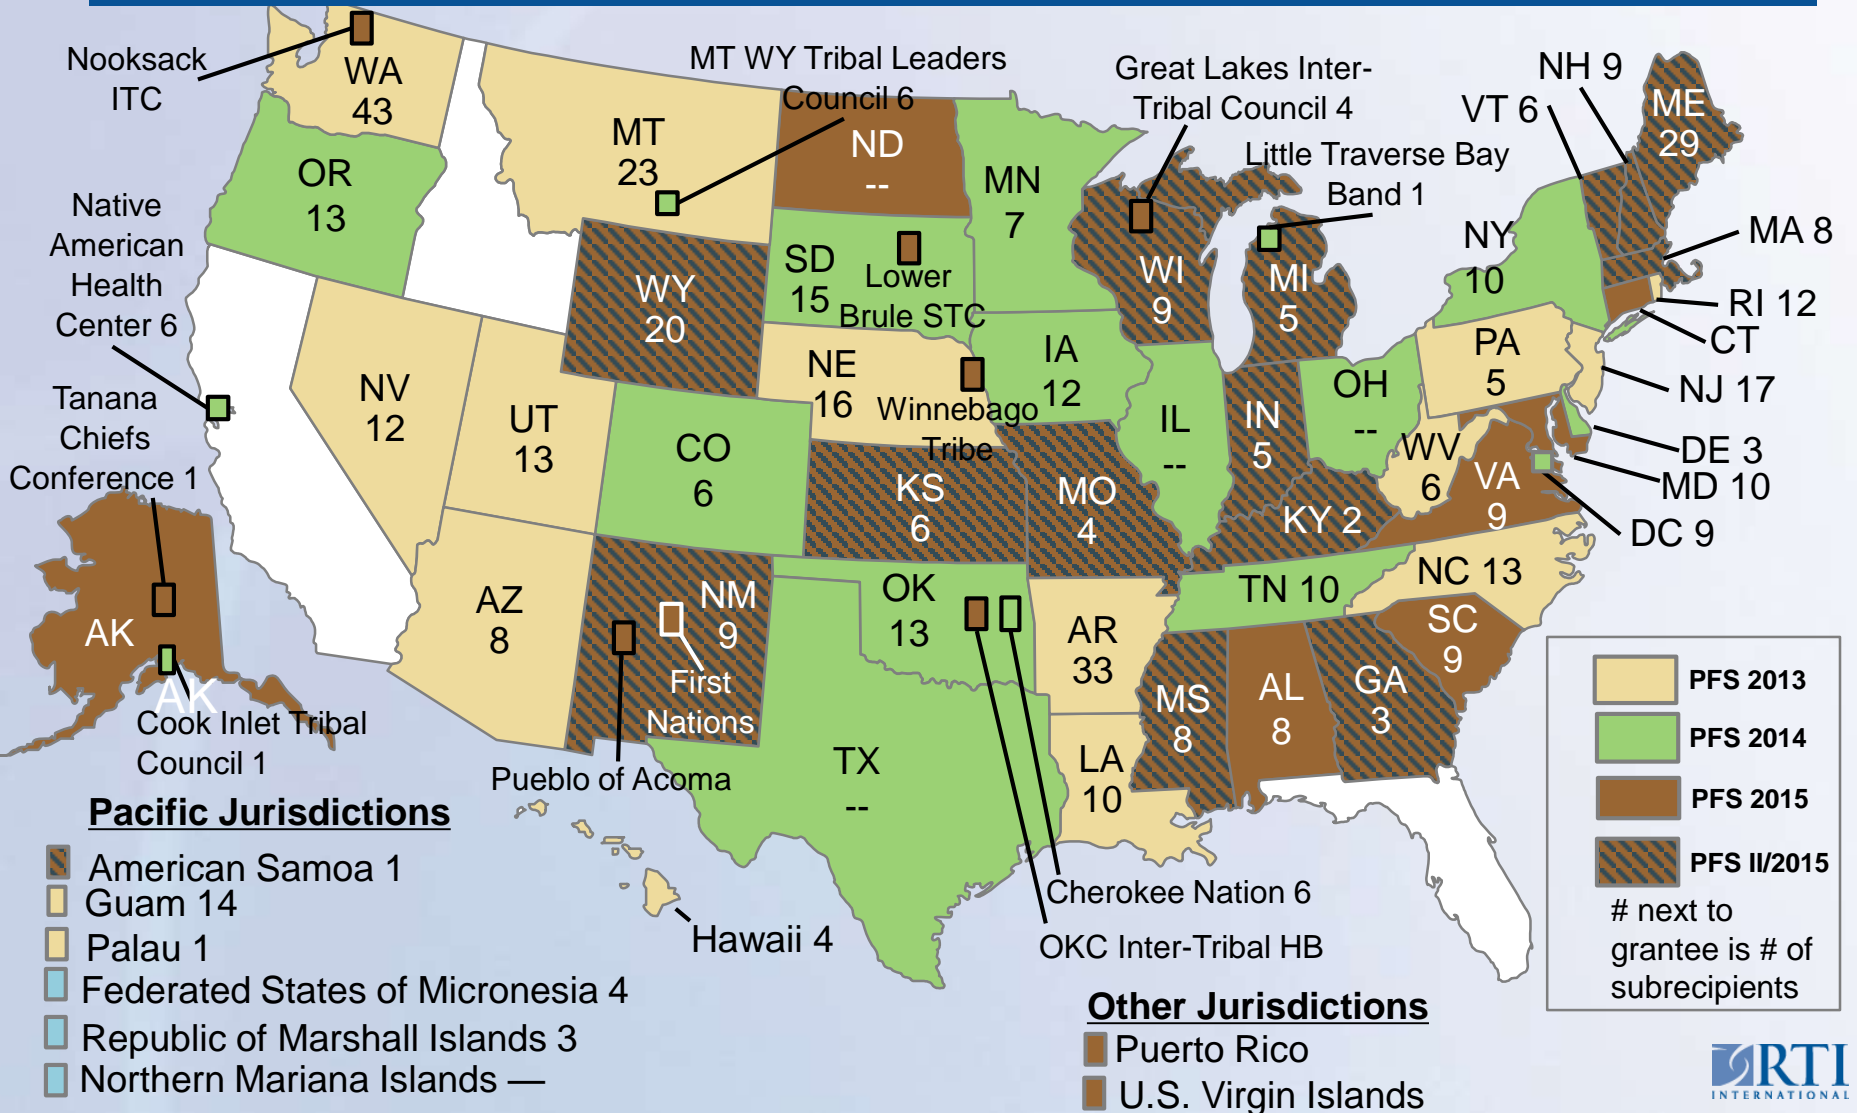 Nooksack
ITC
WA
43
MT WY Tribal Leaders
Council 6
Great Lakes Inter-
Tribal Council 4
NH 9
VT 6
ME
29
MT
23
ND
--
MN
7
Little Traverse Bay
Band 1
OR
13
Native
American
Health
Center 6
NY
10
MA 8
SD
15
Lower
Brule STC
WY
20
WI
9
MI
5
RI 12
CT
NJ 17
PA
5
NE
16
Winnebago
Tribe
IA
12
Tanana
Chiefs
Conference 1
NV
12
UT
13
CO
6
IL
--
IN
5
OH
--
WV
6
VA
9
DE 3
MD 10
DC 9
KS
6
MO
4
KY 2
NC 13
TN 10
AK
AK
Cook Inlet Tribal
Council 1
AZ
8
NM
9
First
Nations
Pueblo of Acoma
OK
13
AR
33
SC
9
MS
8
AL
8
GA
3
TX
--
LA
10
Cherokee Nation 6
OKC Inter-Tribal HB
Hawaii 4
PFS 2013
PFS 2014
PFS 2015
PFS II/2015
# next to
grantee is # of
subrecipients
Pacific Jurisdictions
American Samoa 1
Guam 14
Palau 1
Federated States of Micronesia 4
Republic of Marshall Islands 3
Northern Mariana Islands —
Other Jurisdictions
Puerto Rico
U.S. Virgin Islands
RTI
INTERNATIONAL